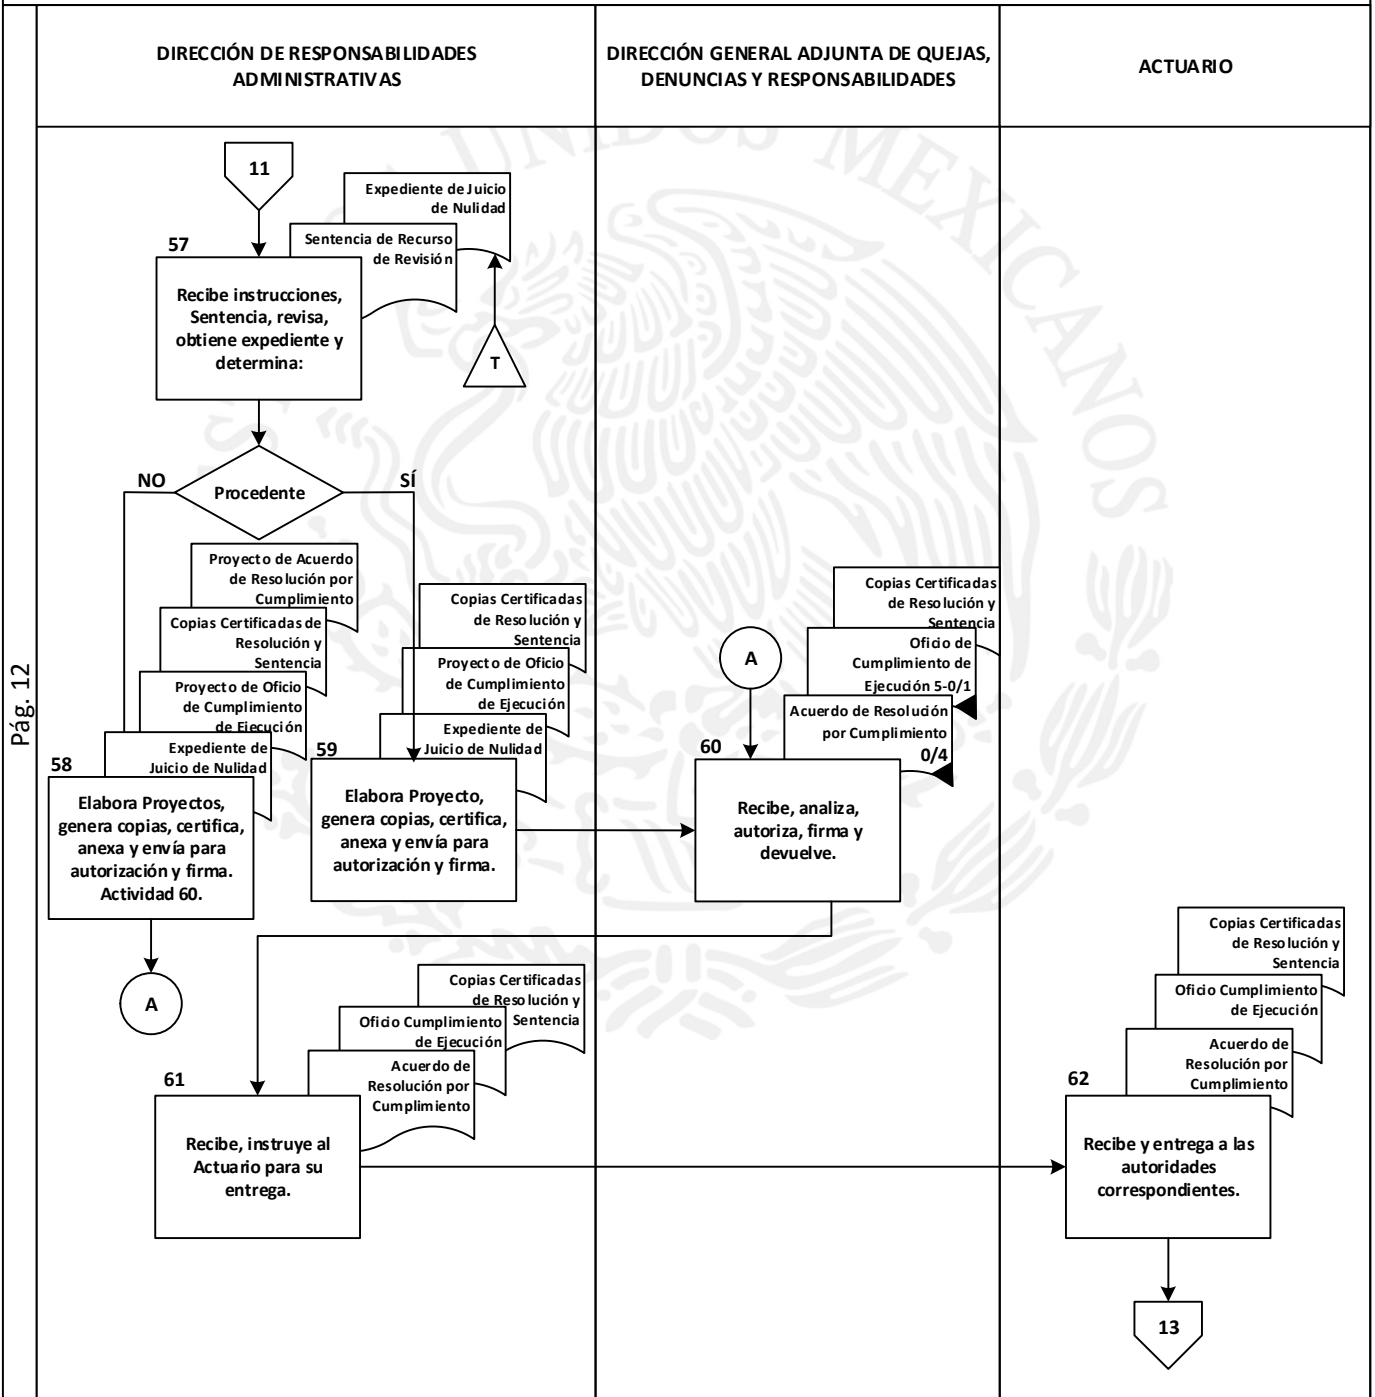 DIRECCIÓN DE RESPONSABILIDADES
ADMINISTRATIVAS
DIRECCIÓN GENERAL ADJUNTA DE QUEJAS,
DENUNCIAS Y RESPONSABILIDADES
ACTUARIO
Pág. 12
UNIDOS MEXICANOS
11
Expediente de Juicio
de Nulidad
Sentencia de Recurso
de Revisión
57
Recibe instrucciones,
Sentencia, revisa,
obtiene expediente y
determina:
T
NO
Procedente
SÍ
Proyecto de Acuerdo
de Resolución por
Cumplimiento
Copias Certificadas de
Resolución y
Sentencia
Proyecto de Oficio
de Cumplimiento
de Ejecución
Expediente de
Juicio de Nulidad
58
Elabora Proyectos,
genera copias, certifica,
anexa y envía para
autorización y firma.
Actividad 60.
A
Copias Certificadas
de Resolución y
Sentencia
Proyecto de Oficio
de Cumplimiento
de Ejecución
Expediente de
Juicio de Nulidad
59
Elabora Proyecto,
genera copias, certifica,
anexa y envía para
autorización y firma.
A
Copias Certificadas
de Resolución y
Sentencia
Oficio de
Cumplimiento de
Ejecución 5-0/1
Acuerdo de Resolución
por Cumplimiento
0/4
60
Recibe, analiza,
autoriza, firma y
devuelve.
Copias Certificadas
de Resolución y
Sentencia
Oficio Cumplimiento
de Ejecución
Acuerdo de
Resolución por
Cumplimiento
61
Recibe, instruye al
Actuario para su
entrega.
Copias Certificadas
de Resolución y
Sentencia
Oficio Cumplimiento
de Ejecución
Acuerdo de
Resolución por
Cumplimiento
62
Recibe y entrega a las
autoridades
correspondientes.
13